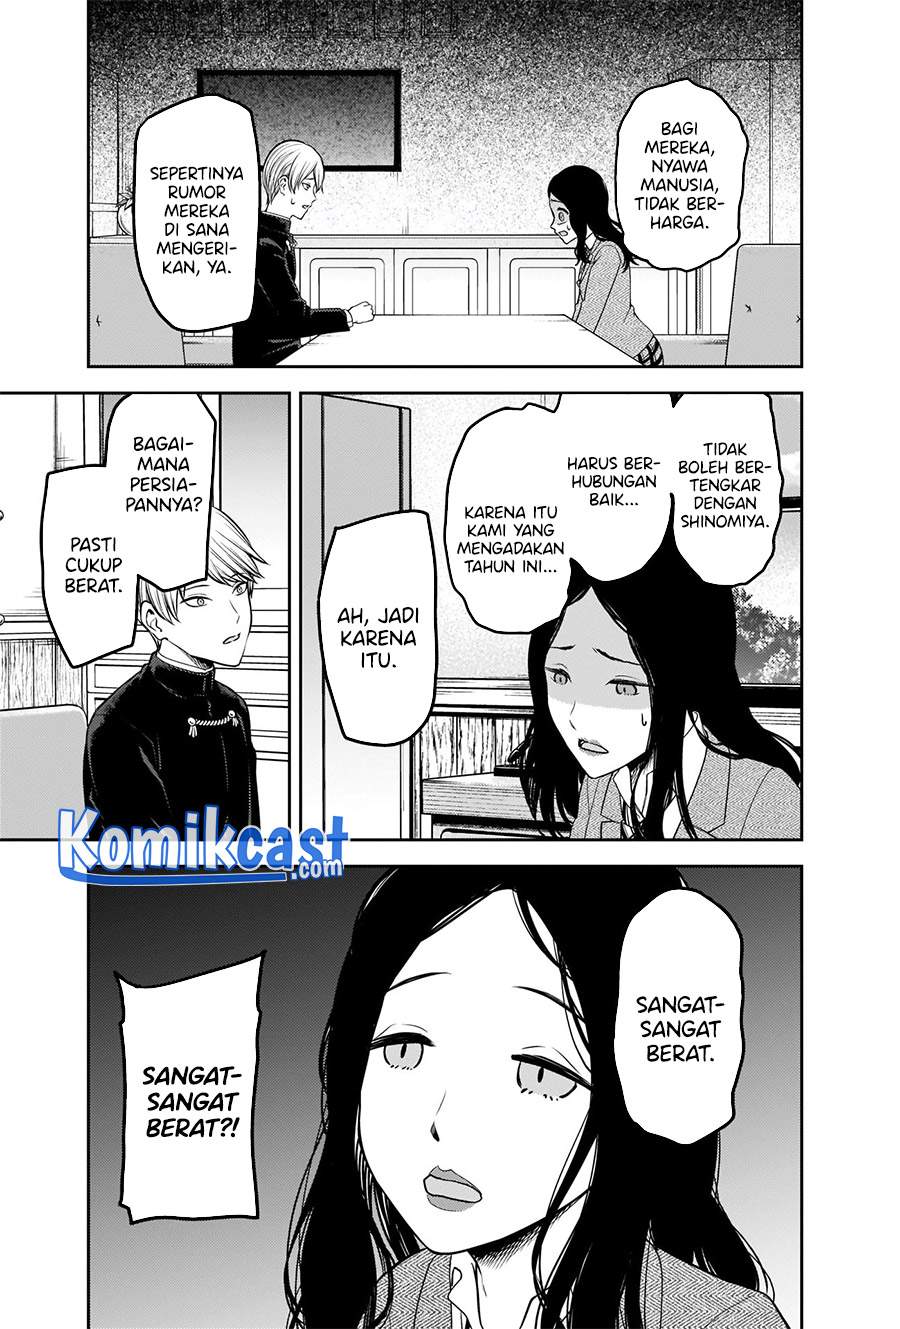 BAGI
MEREKA,
NYAWA
MANUSIA,
TIDAK BER-
HARGA.
SEPERTINYA
RUMOR
MEREKA
DI SANA
MENGERI-
KAN, YA.
TIDAK
BOLEH BER-
TENGKAR
DENGAN
SHINOMIYA.
HARUS BER-
HUBUNGAN
BAIK...
KARENA ITU
KAMI YANG
MENGADAKAN
TAHUN INI...
AH, JADI
KARENA
ITU.
BAGAI-
MANA
PERSIA-
PANNYA?
PASTI
CUKUP
BERAT.
Komikcast
.com
SANGAT-
SANGAT
BERAT.
SANGAT-
SANGAT
BERAT?!